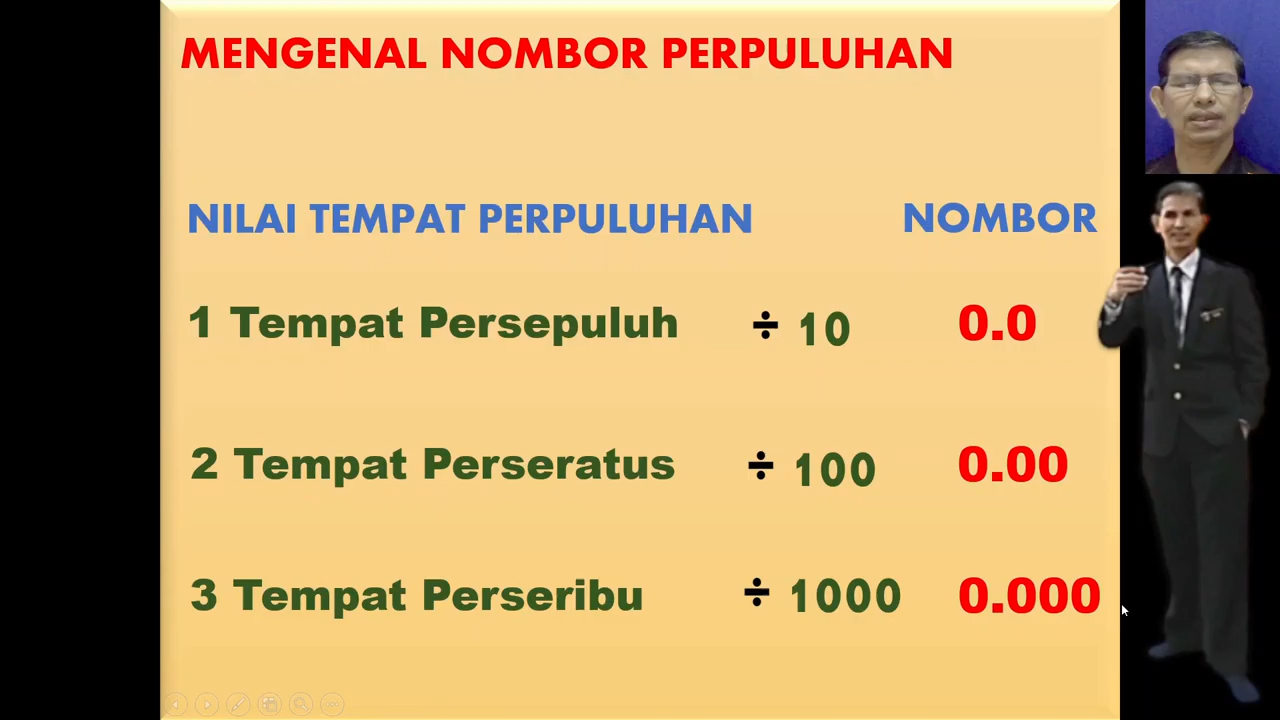 MENGENAL NOMBOR PERPULUHAN
NILAI TEMPAT PERPULUHAN NOMBOR
1 Tempat Persepuluh ÷ 10 0.0
2 Tempat Perseratus ÷ 100 0.00
3 Tempat Perseribu ÷ 1000 0.000